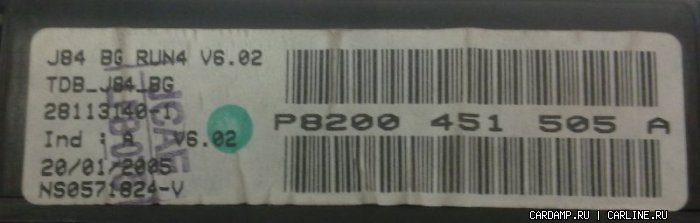 J84 BG RUN4 V6.02
TDB_J84_BG
28113140-1
Ind : A V6.02
20/01/2005
NS0571824-V
P8200 451 505 A
CARDAMP.RU | CARLINE.RU